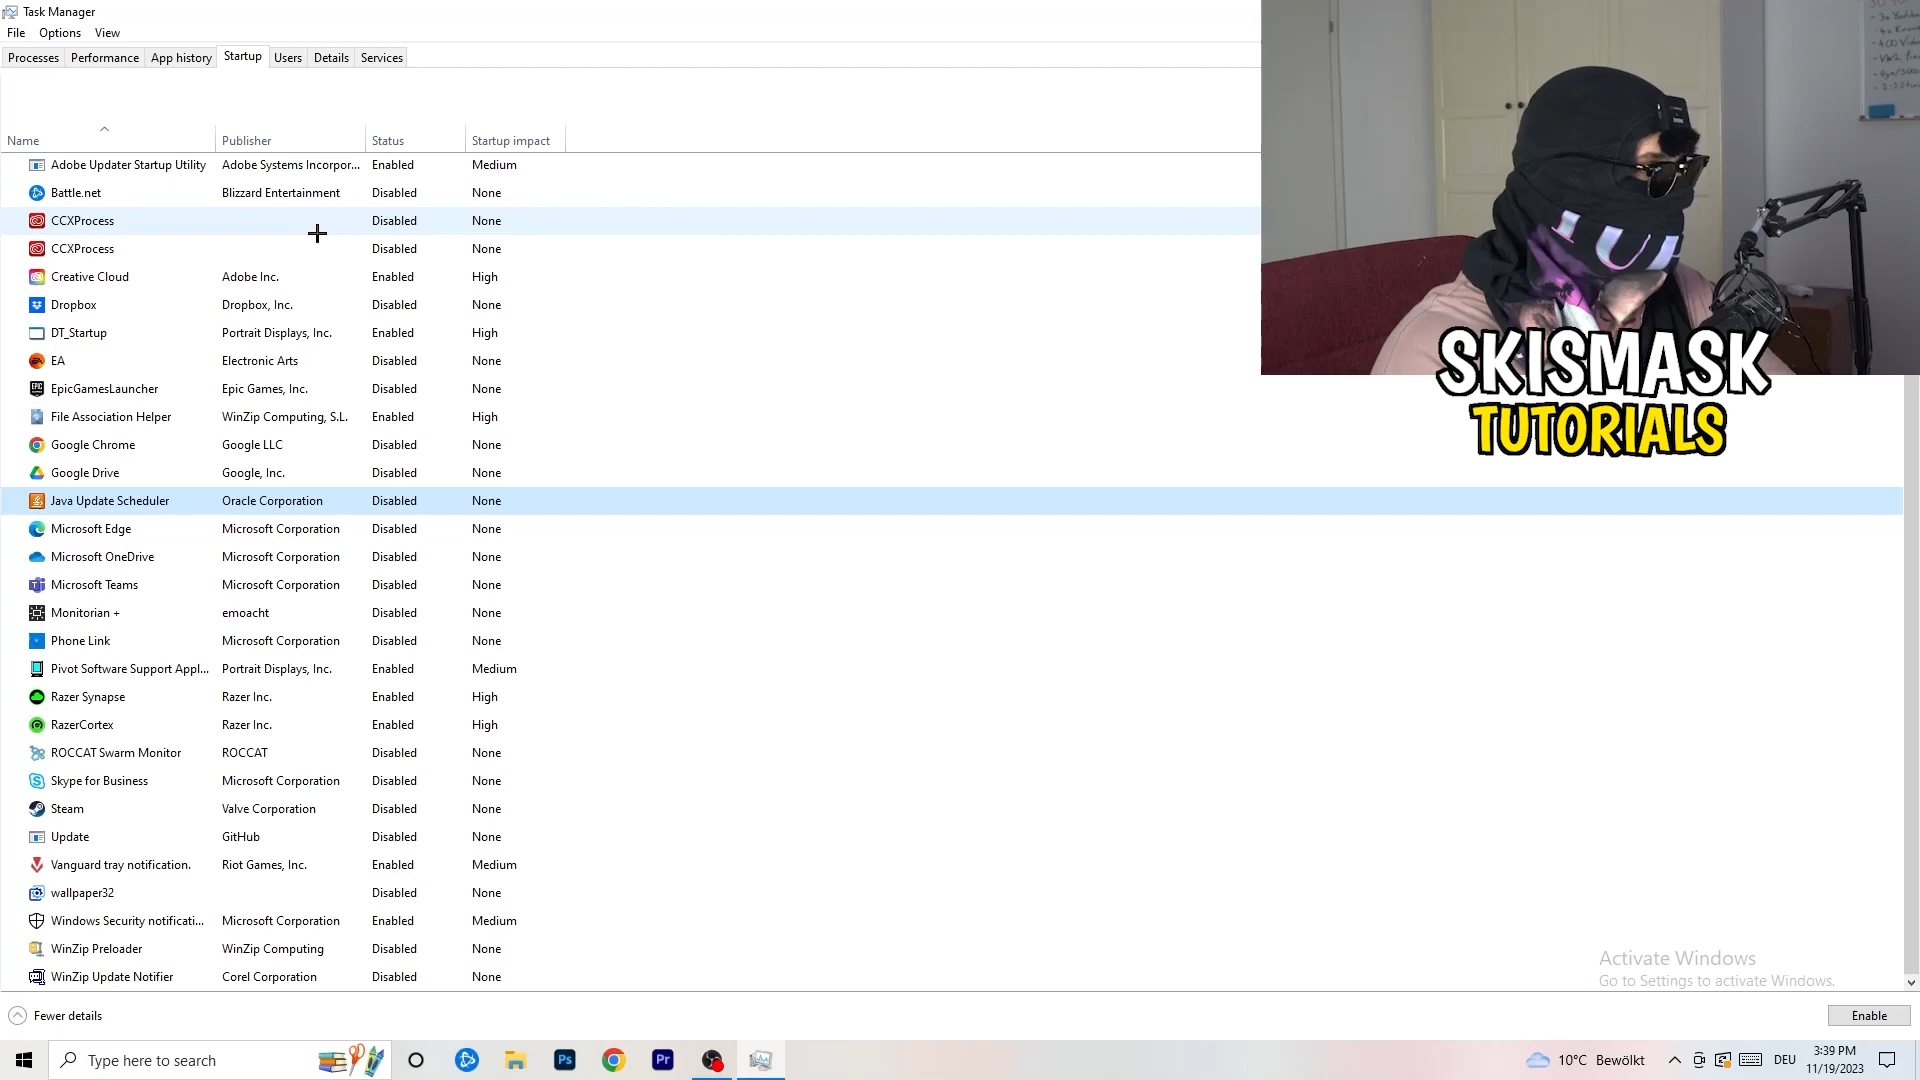 Task Manager
File Options View
Processes Performance App history Startup Users Details Services
Name Publisher Status Startup impact
Adobe Updater Startup Utility Adobe Systems Incorpor... Enabled Medium
Battle.net Blizzard Entertainment Disabled None
CCXProcess Disabled None
CCXProcess Disabled None
Creative Cloud Adobe Inc. Enabled High
Dropbox Dropbox, Inc. Disabled None
DT_Startup Portrait Displays, Inc. Enabled High
EA Electronic Arts Disabled None
EpicGamesLauncher Epic Games, Inc. Disabled None
File Association Helper WinZip Computing, S.L. Enabled High
Google Chrome Google LLC Disabled None
Google Drive Google, Inc. Disabled None
Java Update Scheduler Oracle Corporation Disabled None
Microsoft Edge Microsoft Corporation Disabled None
Microsoft OneDrive Microsoft Corporation Disabled None
Microsoft Teams Microsoft Corporation Disabled None
Monitorian + emoacht Disabled None
Phone Link Microsoft Corporation Disabled None
Pivot Software Support Appl... Portrait Displays, Inc. Enabled Medium
Razer Synapse Razer Inc. Enabled High
RazerCortex Razer Inc. Enabled High
ROCCAT Swarm Monitor ROCCAT Disabled None
Skype for Business Microsoft Corporation Disabled None
Steam Valve Corporation Disabled None
Update GitHub Disabled None
Vanguard tray notification. Riot Games, Inc. Enabled Medium
wallpaper32 Disabled None
Windows Security notificati... Microsoft Corporation Enabled Medium
WinZip Preloader WinZip Computing Disabled None
WinZip Update Notifier Corel Corporation Disabled None
SKISMASK
TUTORIALS
Activate Windows
Go to Settings to activate Windows.
Fewer details
Enable
Type here to search
Ps
Pr
10°C Bewölkt
DEU
3:39 PM
11/19/2023